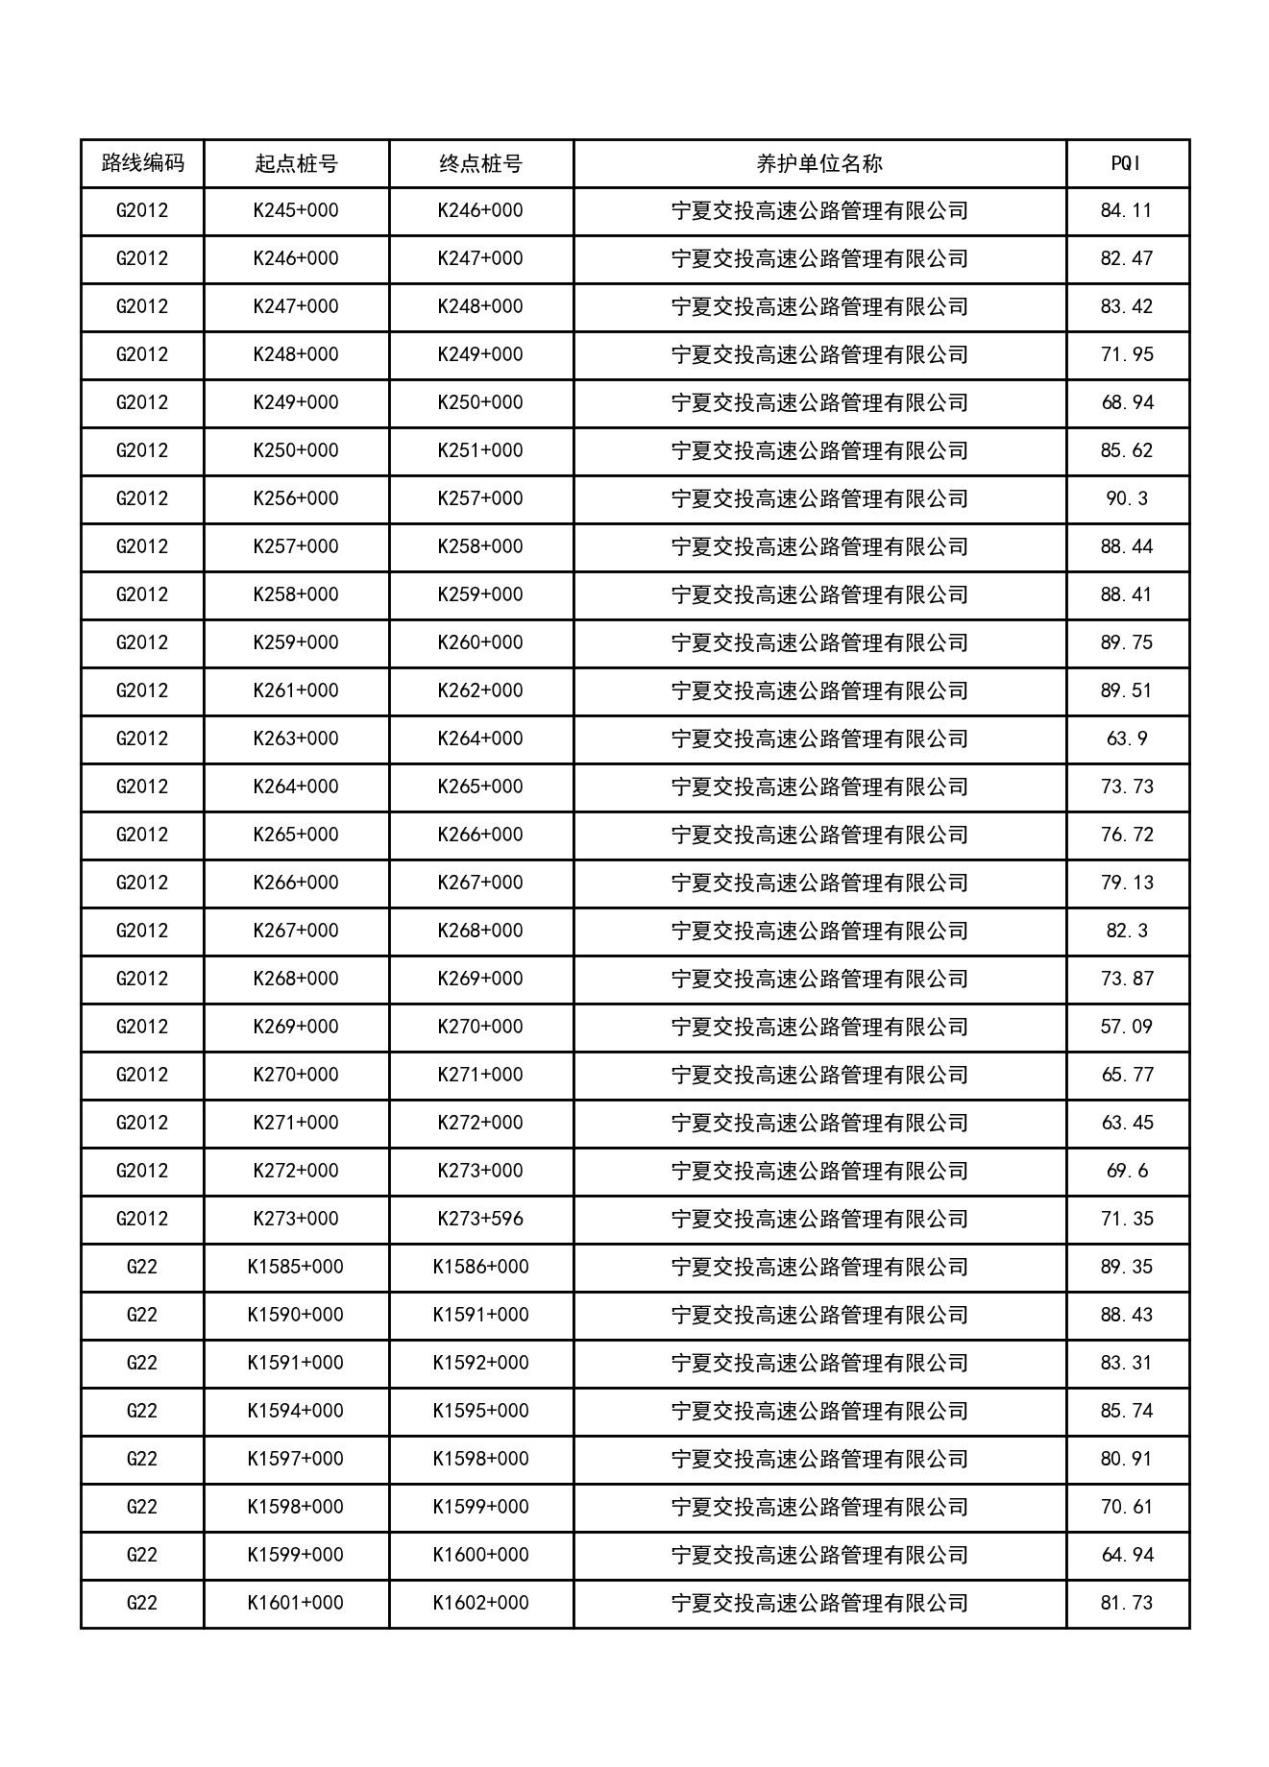 路线编码 起点桩号 终点桩号 养护单位名称 PQI
G2012 K245+000 K246+000 宁夏交投高速公路管理有限公司 84.11
G2012 K246+000 K247+000 宁夏交投高速公路管理有限公司 82.47
G2012 K247+000 K248+000 宁夏交投高速公路管理有限公司 83.42
G2012 K248+000 K249+000 宁夏交投高速公路管理有限公司 71.95
G2012 K249+000 K250+000 宁夏交投高速公路管理有限公司 68.94
G2012 K250+000 K251+000 宁夏交投高速公路管理有限公司 85.62
G2012 K256+000 K257+000 宁夏交投高速公路管理有限公司 90.3
G2012 K257+000 K258+000 宁夏交投高速公路管理有限公司 88.44
G2012 K258+000 K259+000 宁夏交投高速公路管理有限公司 88.41
G2012 K259+000 K260+000 宁夏交投高速公路管理有限公司 89.75
G2012 K261+000 K262+000 宁夏交投高速公路管理有限公司 89.51
G2012 K263+000 K264+000 宁夏交投高速公路管理有限公司 63.9
G2012 K264+000 K265+000 宁夏交投高速公路管理有限公司 73.73
G2012 K265+000 K266+000 宁夏交投高速公路管理有限公司 76.72
G2012 K266+000 K267+000 宁夏交投高速公路管理有限公司 79.13
G2012 K267+000 K268+000 宁夏交投高速公路管理有限公司 82.3
G2012 K268+000 K269+000 宁夏交投高速公路管理有限公司 73.87
G2012 K269+000 K270+000 宁夏交投高速公路管理有限公司 57.09
G2012 K270+000 K271+000 宁夏交投高速公路管理有限公司 65.77
G2012 K271+000 K272+000 宁夏交投高速公路管理有限公司 63.45
G2012 K272+000 K273+000 宁夏交投高速公路管理有限公司 69.6
G2012 K273+000 K273+596 宁夏交投高速公路管理有限公司 71.35
G22 K1585+000 K1586+000 宁夏交投高速公路管理有限公司 89.35
G22 K1590+000 K1591+000 宁夏交投高速公路管理有限公司 88.43
G22 K1591+000 K1592+000 宁夏交投高速公路管理有限公司 83.31
G22 K1594+000 K1595+000 宁夏交投高速公路管理有限公司 85.74
G22 K1597+000 K1598+000 宁夏交投高速公路管理有限公司 80.91
G22 K1598+000 K1599+000 宁夏交投高速公路管理有限公司 70.61
G22 K1599+000 K1600+000 宁夏交投高速公路管理有限公司 64.94
G22 K1601+000 K1602+000 宁夏交投高速公路管理有限公司 81.73